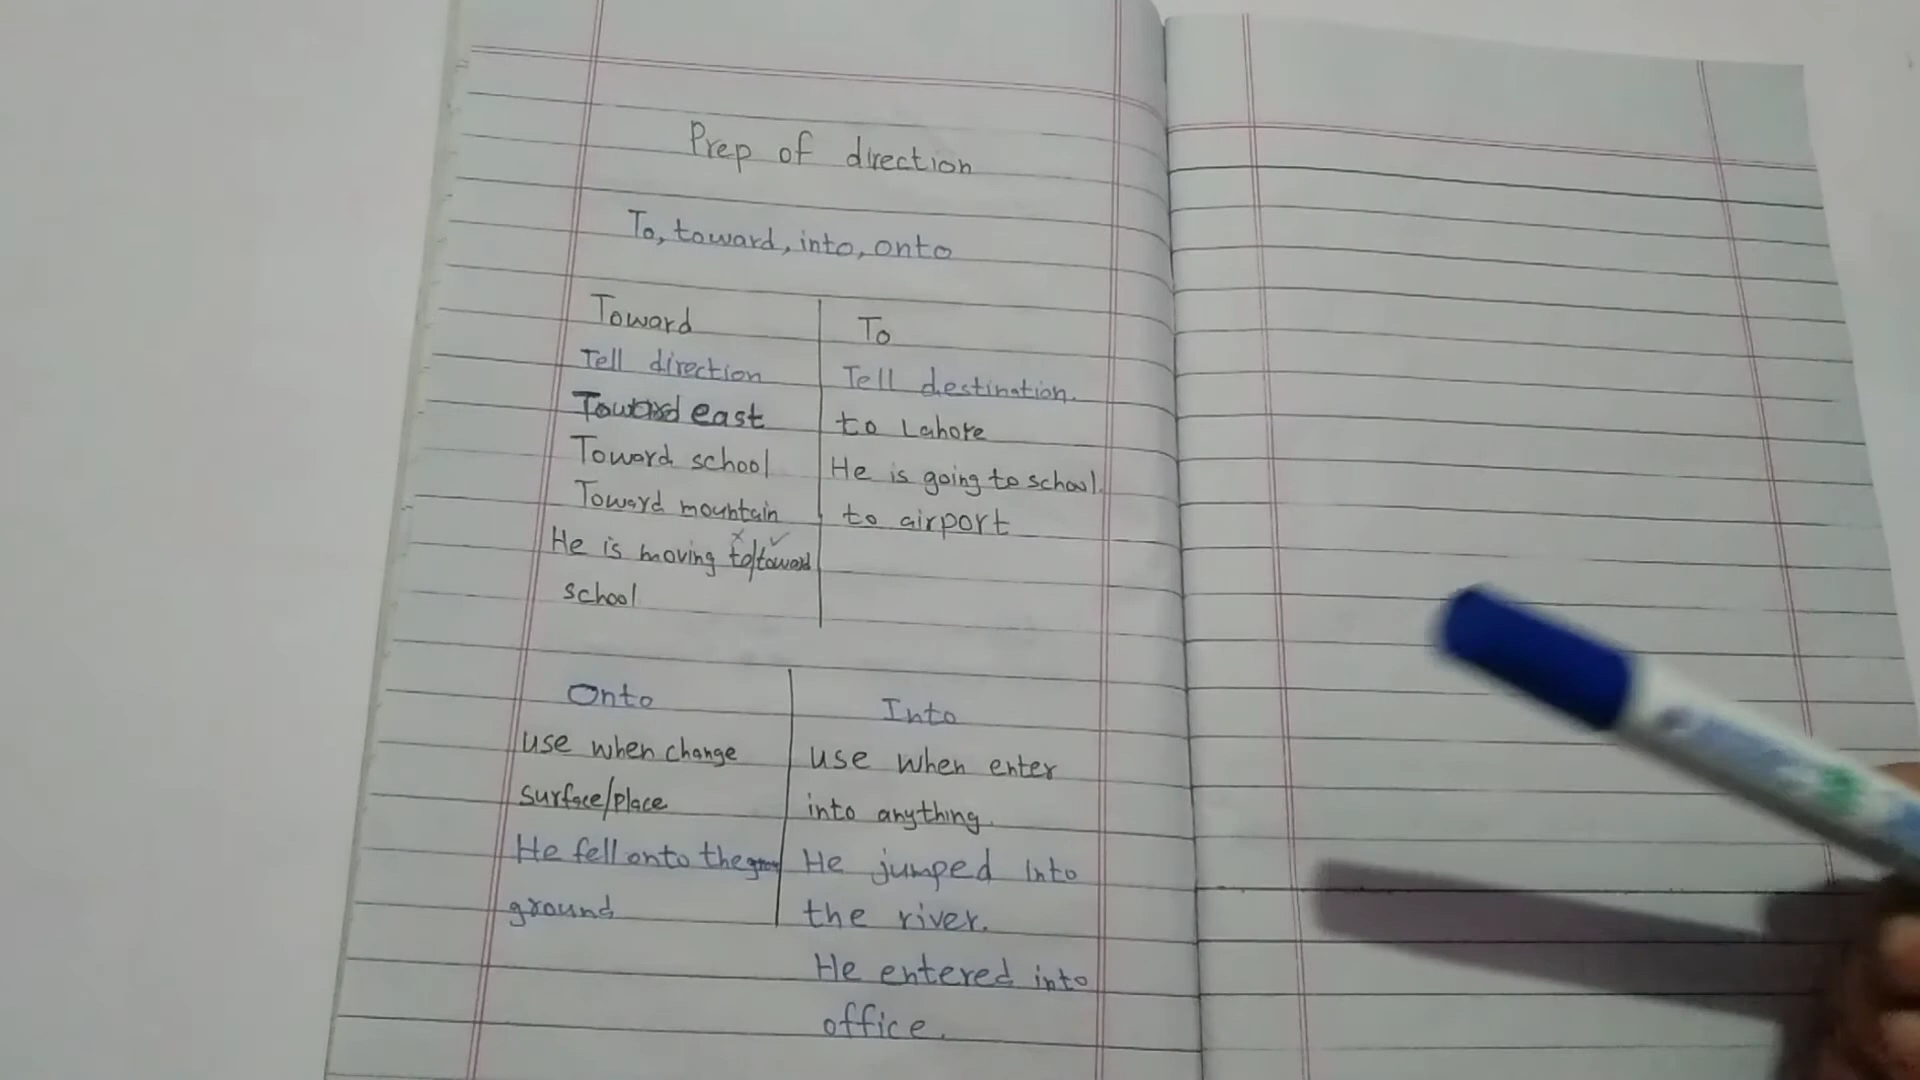 Prep of direction
To, toward, into, onto
Toward
Tell direction
Toward east
Toward school
Toward mountain
He is moving to/toward
school
To
Tell destination.
to Lahore
He is going to school.
to airport
Onto
use when change
surface/place
He fell onto the
ground
Into
use when enter
into anything.
He jumped into
the river.
He entered into
office.